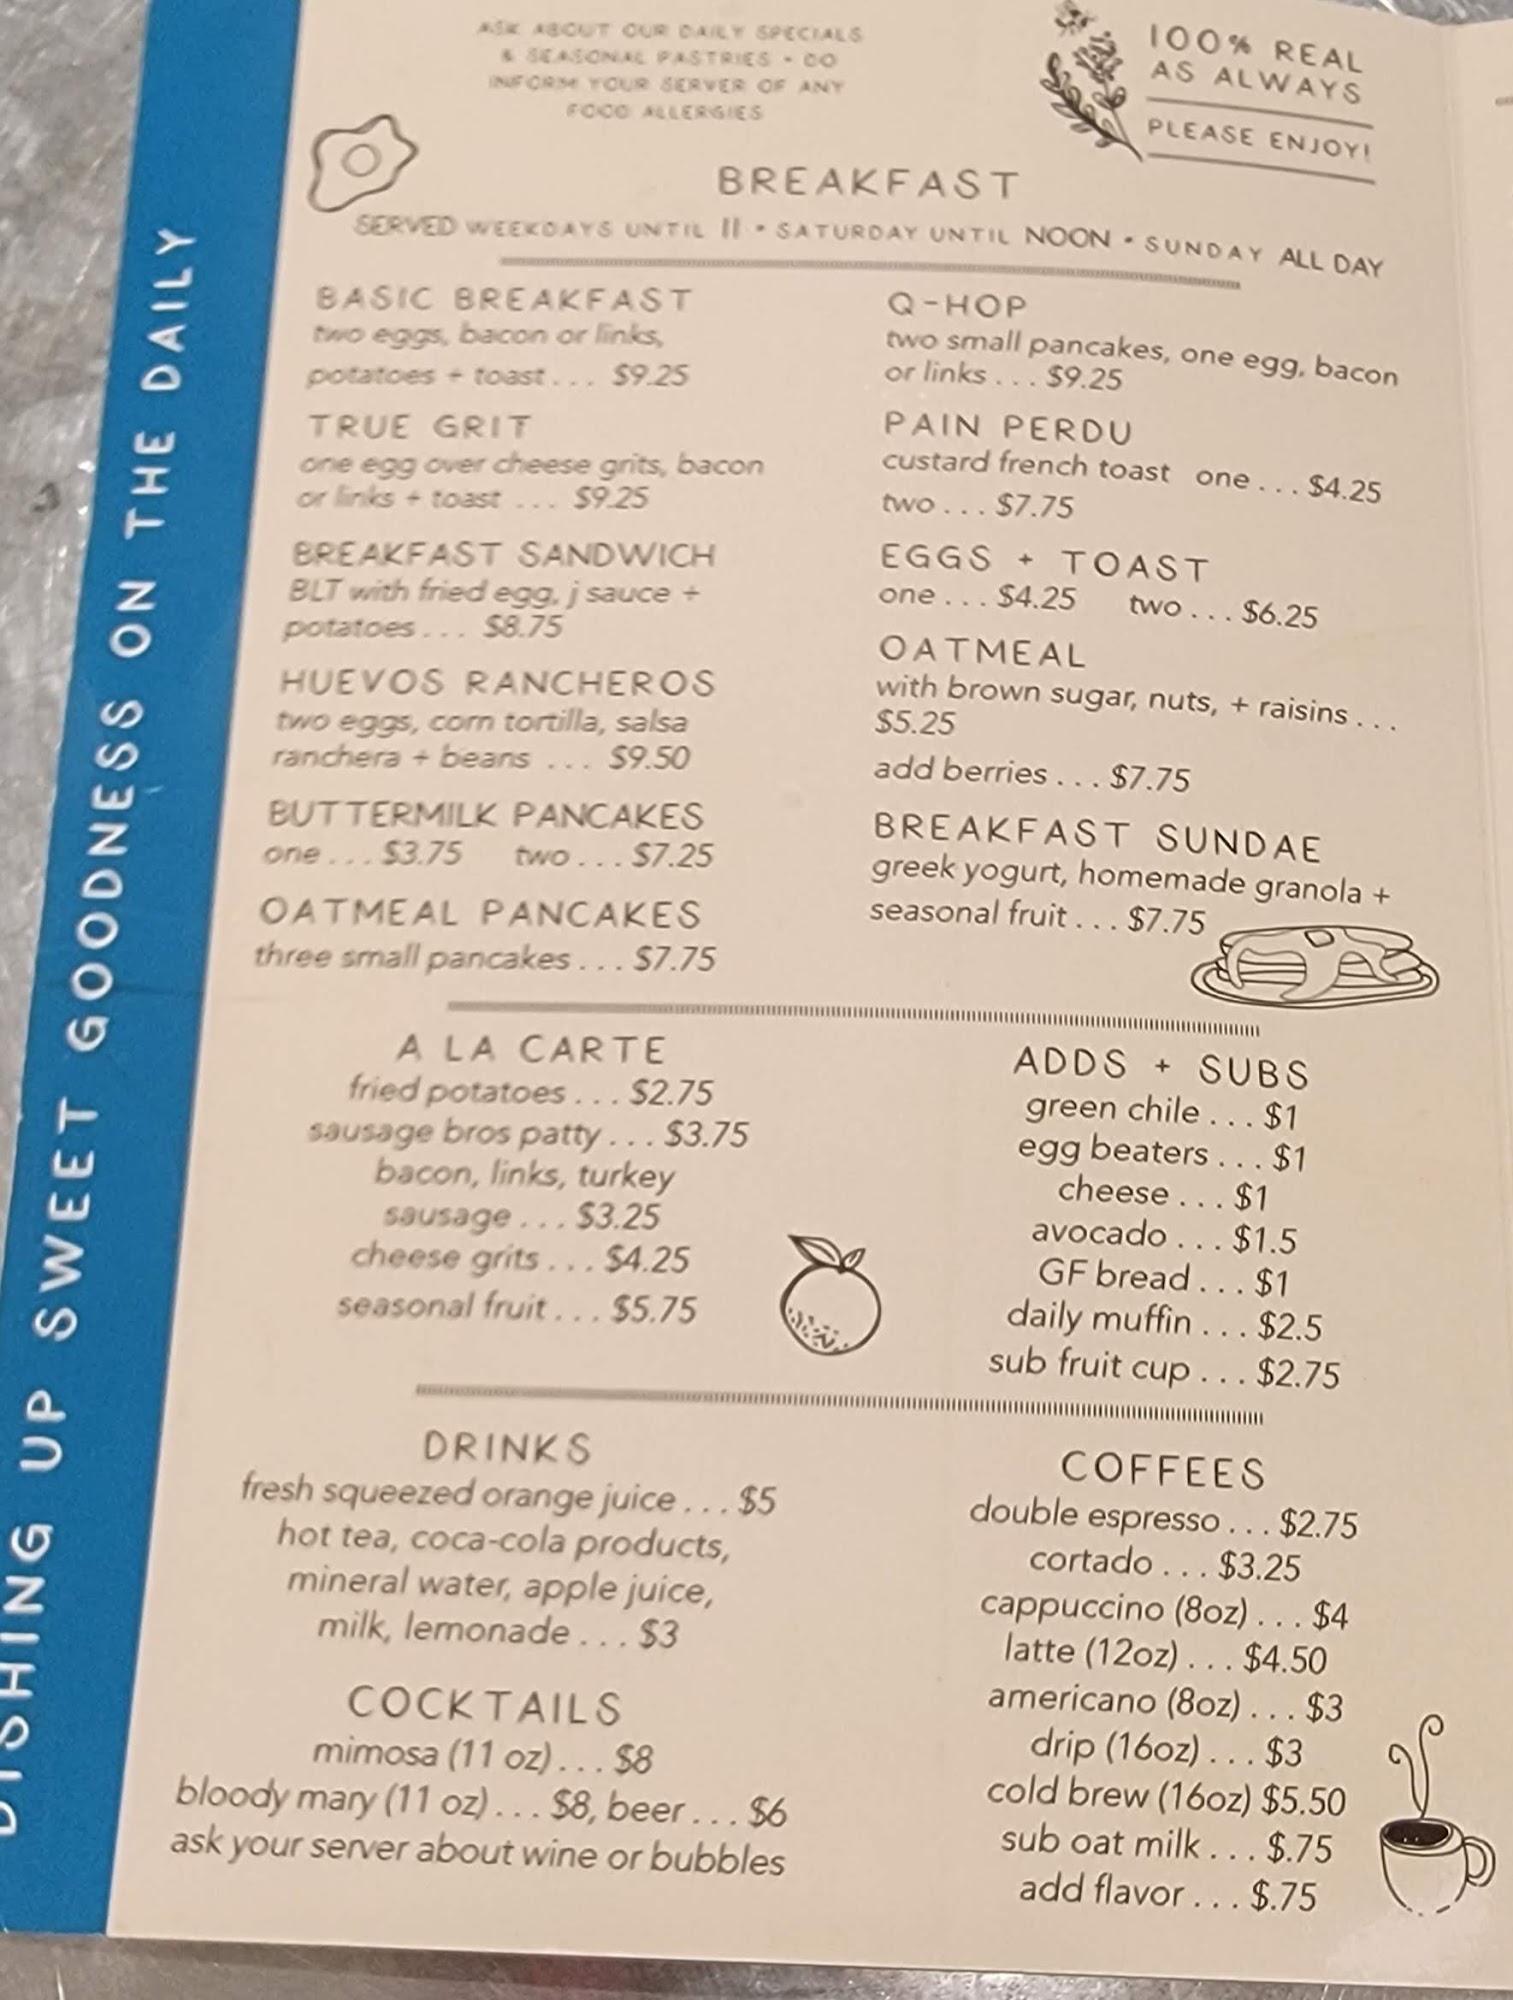 ASK ABOUT OUR DAILY SPECIALS
& SEASONAL PASTRIES • DO
INFORM YOUR SERVER OF ANY
FOOD ALLERGIES
100% REAL
AS ALWAYS
PLEASE ENJOY!
BREAKFAST
SERVED WEEKDAYS UNTIL 11 • SATURDAY UNTIL NOON • SUNDAY ALL DAY
BASIC BREAKFAST
two eggs, bacon or links,
potatoes + toast... $9.25
TRUE GRIT
one egg over cheese grits, bacon
or links + toast ... $9.25
BREAKFAST SANDWICH
BLT with fried egg, j sauce +
potatoes... $8.75
HUEVOS RANCHEROS
two eggs, corn tortilla, salsa
ranchera + beans ... $9.50
BUTTERMILK PANCAKES
one... $3.75 two... $7.25
OATMEAL PANCAKES
three small pancakes... $7.75
Q-HOP
two small pancakes, one egg, bacon
or links... $9.25
PAIN PERDU
custard french toast one... $4.25
two... $7.75
EGGS + TOAST
one... $4.25 two... $6.25
OATMEAL
with brown sugar, nuts, + raisins...
$5.25
add berries... $7.75
BREAKFAST SUNDAE
greek yogurt, homemade granola +
seasonal fruit... $7.75
A LA CARTE
fried potatoes... $2.75
sausage bros patty... $3.75
bacon, links, turkey
sausage... $3.25
cheese grits... $4.25
seasonal fruit... $5.75
ADDS + SUBS
green chile... $1
egg beaters... $1
cheese... $1
avocado... $1.5
GF bread... $1
daily muffin... $2.5
sub fruit cup... $2.75
DRINKS
fresh squeezed orange juice... $5
hot tea, coca-cola products,
mineral water, apple juice,
milk, lemonade... $3
COCKTAILS
mimosa (11 oz)... $8
bloody mary (11 oz)... $8, beer... $6
ask your server about wine or bubbles
COFFEES
double espresso... $2.75
cortado... $3.25
cappuccino (8oz)... $4
latte (12oz)... $4.50
americano (8oz)... $3
drip (16oz)... $3
cold brew (16oz) $5.50
sub oat milk... $.75
add flavor... $.75
DISHING UP SWEET GOODNESS ON THE DAILY